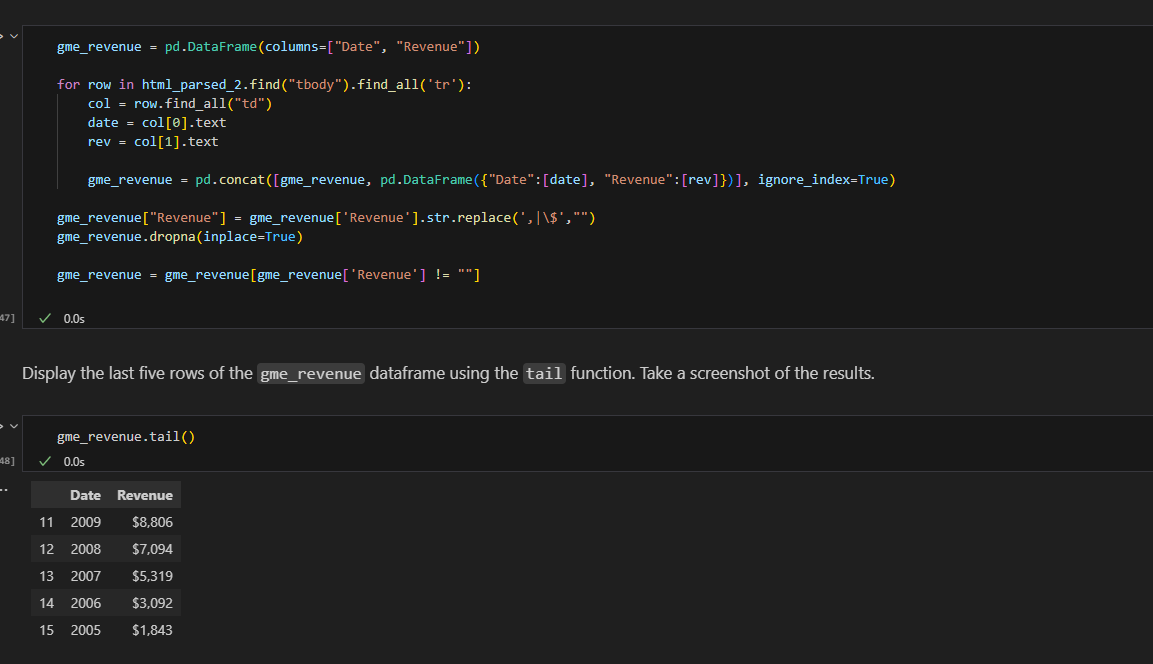 gme_revenue = pd.DataFrame(columns=["Date", "Revenue"])
for row in html_parsed_2.find("tbody").find_all('tr'):
col = row.find_all("td")
date = col[0].text
rev = col[1].text
gme_revenue = pd.concat([gme_revenue, pd.DataFrame({"Date":[date], "Revenue":[rev]})], ignore_index=True)
gme_revenue["Revenue"] = gme_revenue['Revenue'].str.replace(',|\$',"")
gme_revenue.dropna(inplace=True)
gme_revenue = gme_revenue[gme_revenue['Revenue'] != ""]
47] 0.0s
Display the last five rows of the gme_revenue dataframe using the tail function. Take a screenshot of the results.
gme_revenue.tail()
48] 0.0s
Date Revenue
11 2009 $8,806
12 2008 $7,094
13 2007 $5,319
14 2006 $3,092
15 2005 $1,843